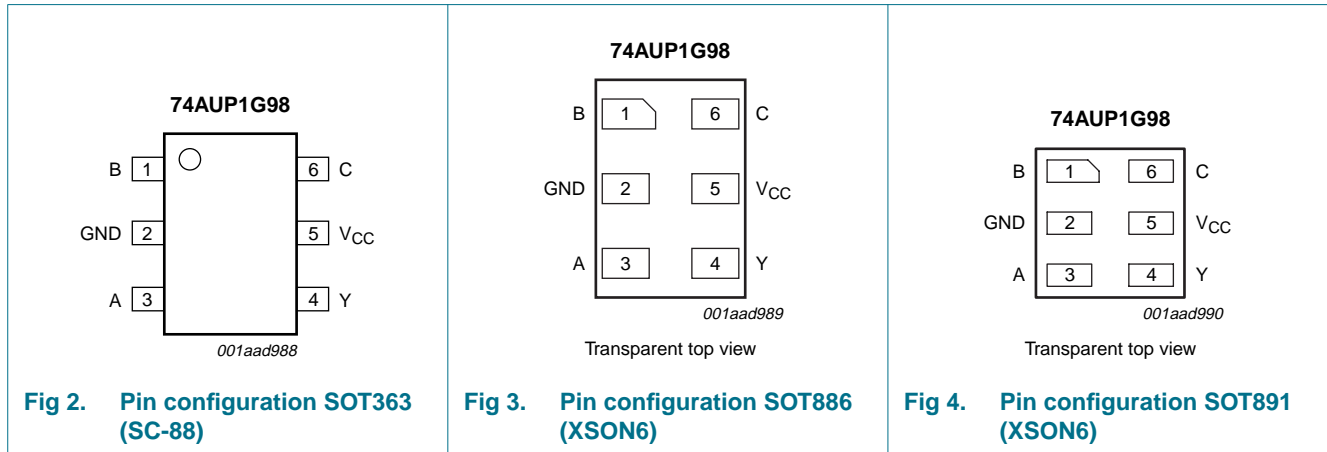 74AUP1G98
B 1 6 C
GND 2 5 VCC
A 3 4 Y
001aad988
Fig 2. Pin configuration SOT363
(SC-88)
74AUP1G98
B 1 6 C
GND 2 5 VCC
A 3 4 Y
001aad989
Transparent top view
Fig 3. Pin configuration SOT886
(XSON6)
74AUP1G98
B 1 6 C
GND 2 5 VCC
A 3 4 Y
001aad990
Transparent top view
Fig 4. Pin configuration SOT891
(XSON6)